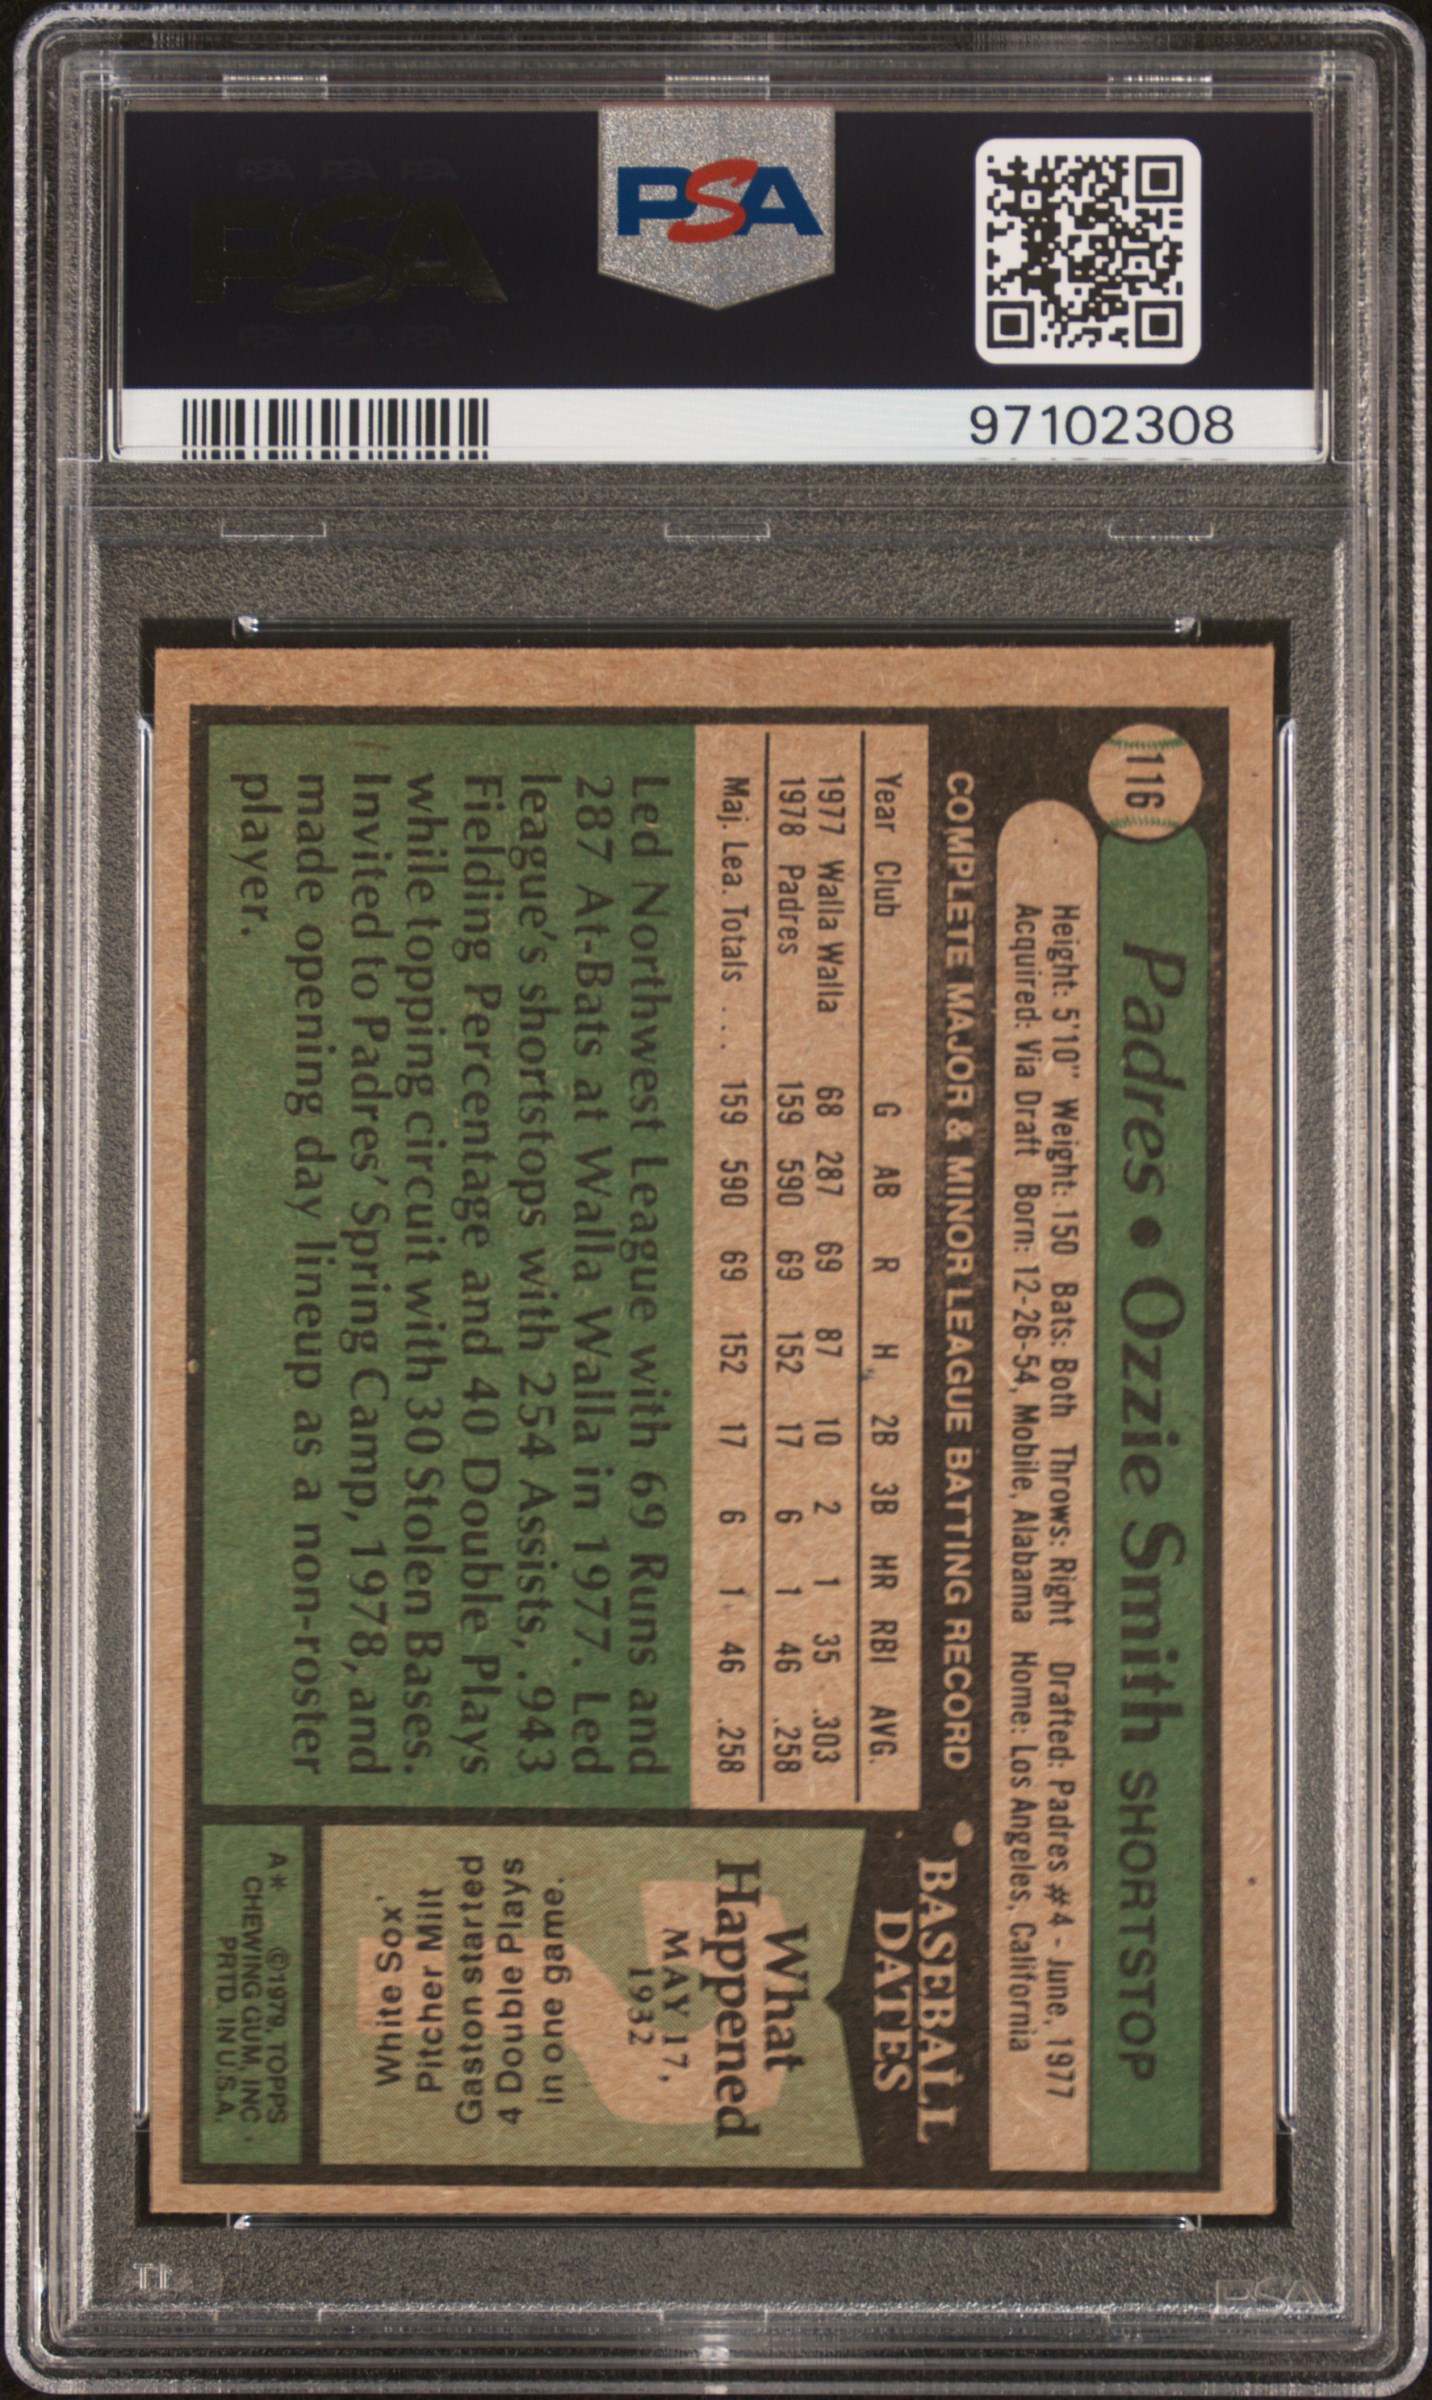 PSA PSA PSA
PSA
PSA PSA PSA
PSA
97102308
116
Padres • Ozzie Smith SHORTSTOP
Height: 5'10" Weight: 150 Bats: Both Throws: Right Drafted: Padres #4 - June, 1977
Acquired: Via Draft Born: 12-26-54, Mobile, Alabama Home: Los Angeles, California
COMPLETE MAJOR & MINOR LEAGUE BATTING RECORD
Year Club G AB R H 2B 3B HR RBI AVG.
1977 Walla Walla 68 287 69 87 10 2 1 35 .303
1978 Padres 159 590 69 152 17 6 1 46 .258
Maj. Lea. Totals . . . 159 590 69 152 17 6 1 46 .258
Led Northwest League with 69 Runs and
287 At-Bats at Walla Walla in 1977. Led
league's shortstops with 254 Assists, .943
Fielding Percentage and 40 Double Plays
while topping circuit with 30 Stolen Bases.
Invited to Padres' Spring Camp, 1978, and
made opening day lineup as a non-roster
player.
• BASEBALL
DATES
What
Happened
MAY 17,
1932
?
White Sox'
Pitcher Milt
Gaston started
4 Double Plays
in one game.
A* ©1979, TOPPS
CHEWING GUM, INC.
PRTD. IN U.S.A.
PSA